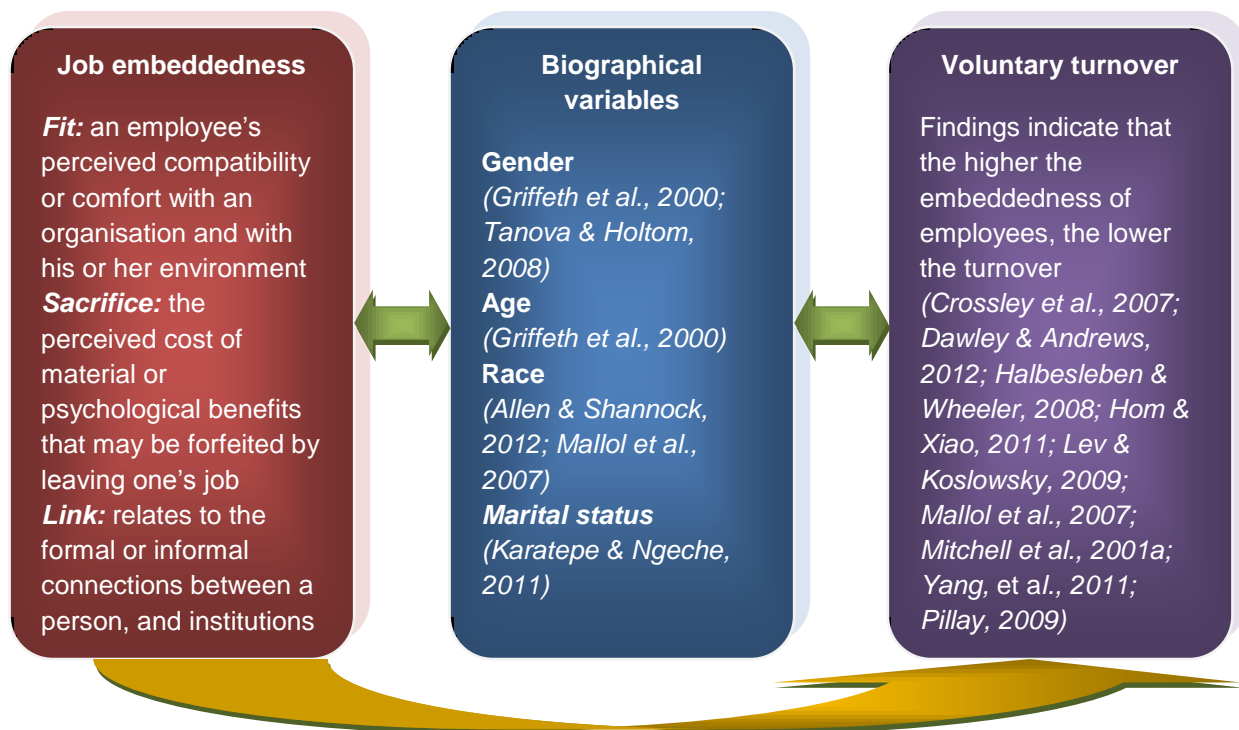 Job embeddedness
Fit: an employee’s
perceived compatibility
or comfort with an
organisation and with
his or her environment
Sacrifice: the
perceived cost of
material or
psychological benefits
that may be forfeited by
leaving one’s job
Link: relates to the
formal or informal
connections between a
person, and institutions
Biographical
variables
Gender
(Griffeth et al., 2000;
Tanova & Holtom,
2008)
Age
(Griffeth et al., 2000)
Race
(Allen & Shannock,
2012; Mallol et al.,
2007)
Marital status
(Karatepe & Ngeche,
2011)
Voluntary turnover
Findings indicate that
the higher the
embeddedness of
employees, the lower
the turnover
(Crossley et al., 2007;
Dawley & Andrews,
2012; Halbesleben &
Wheeler, 2008; Hom &
Xiao, 2011; Lev &
Koslowsky, 2009;
Mallol et al., 2007;
Mitchell et al., 2001a;
Yang, et al., 2011;
Pillay, 2009)